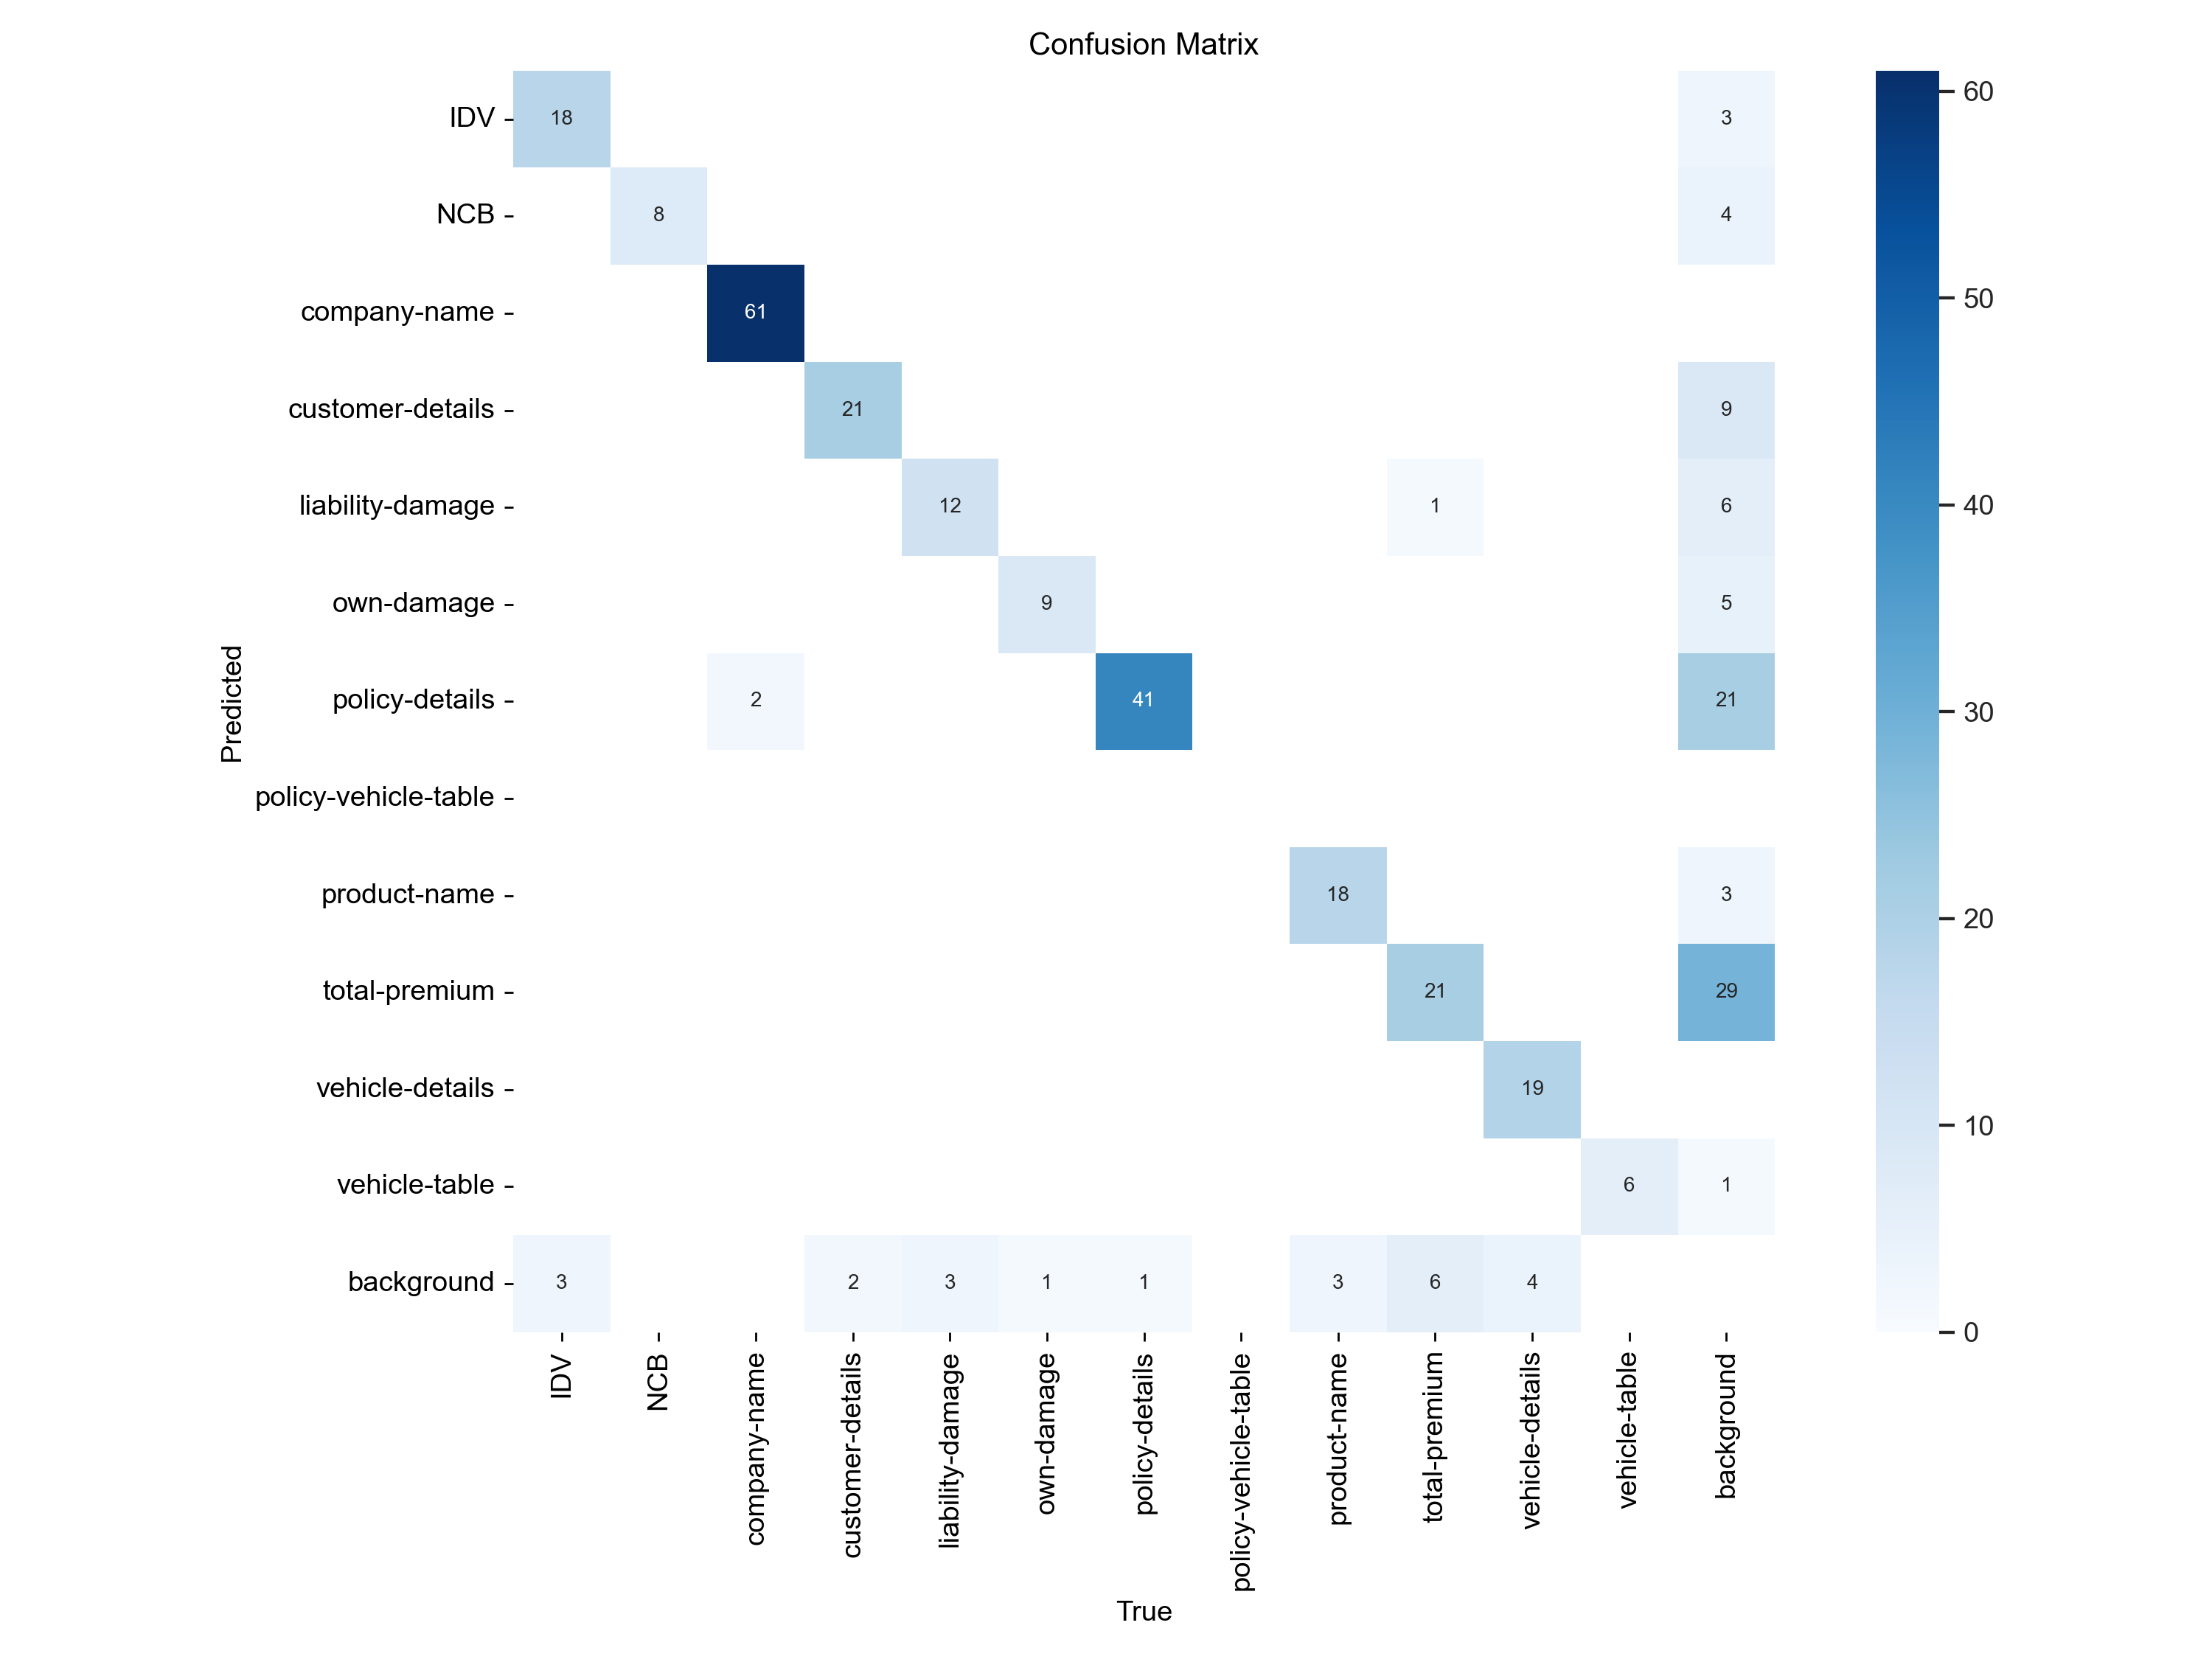 Confusion Matrix
IDV 18 3
NCB 8 4
company-name 61
customer-details 21 9
liability-damage 12 1 6
own-damage 9 5
policy-details 2 41 21
policy-vehicle-table
product-name 18 3
total-premium 21 29
vehicle-details 19
vehicle-table 6 1
background 3 2 3 1 1 3 6 4
Predicted
IDV
NCB
company-name
customer-details
liability-damage
own-damage
policy-details
policy-vehicle-table
product-name
total-premium
vehicle-details
vehicle-table
background
True
60
50
40
30
20
10
0